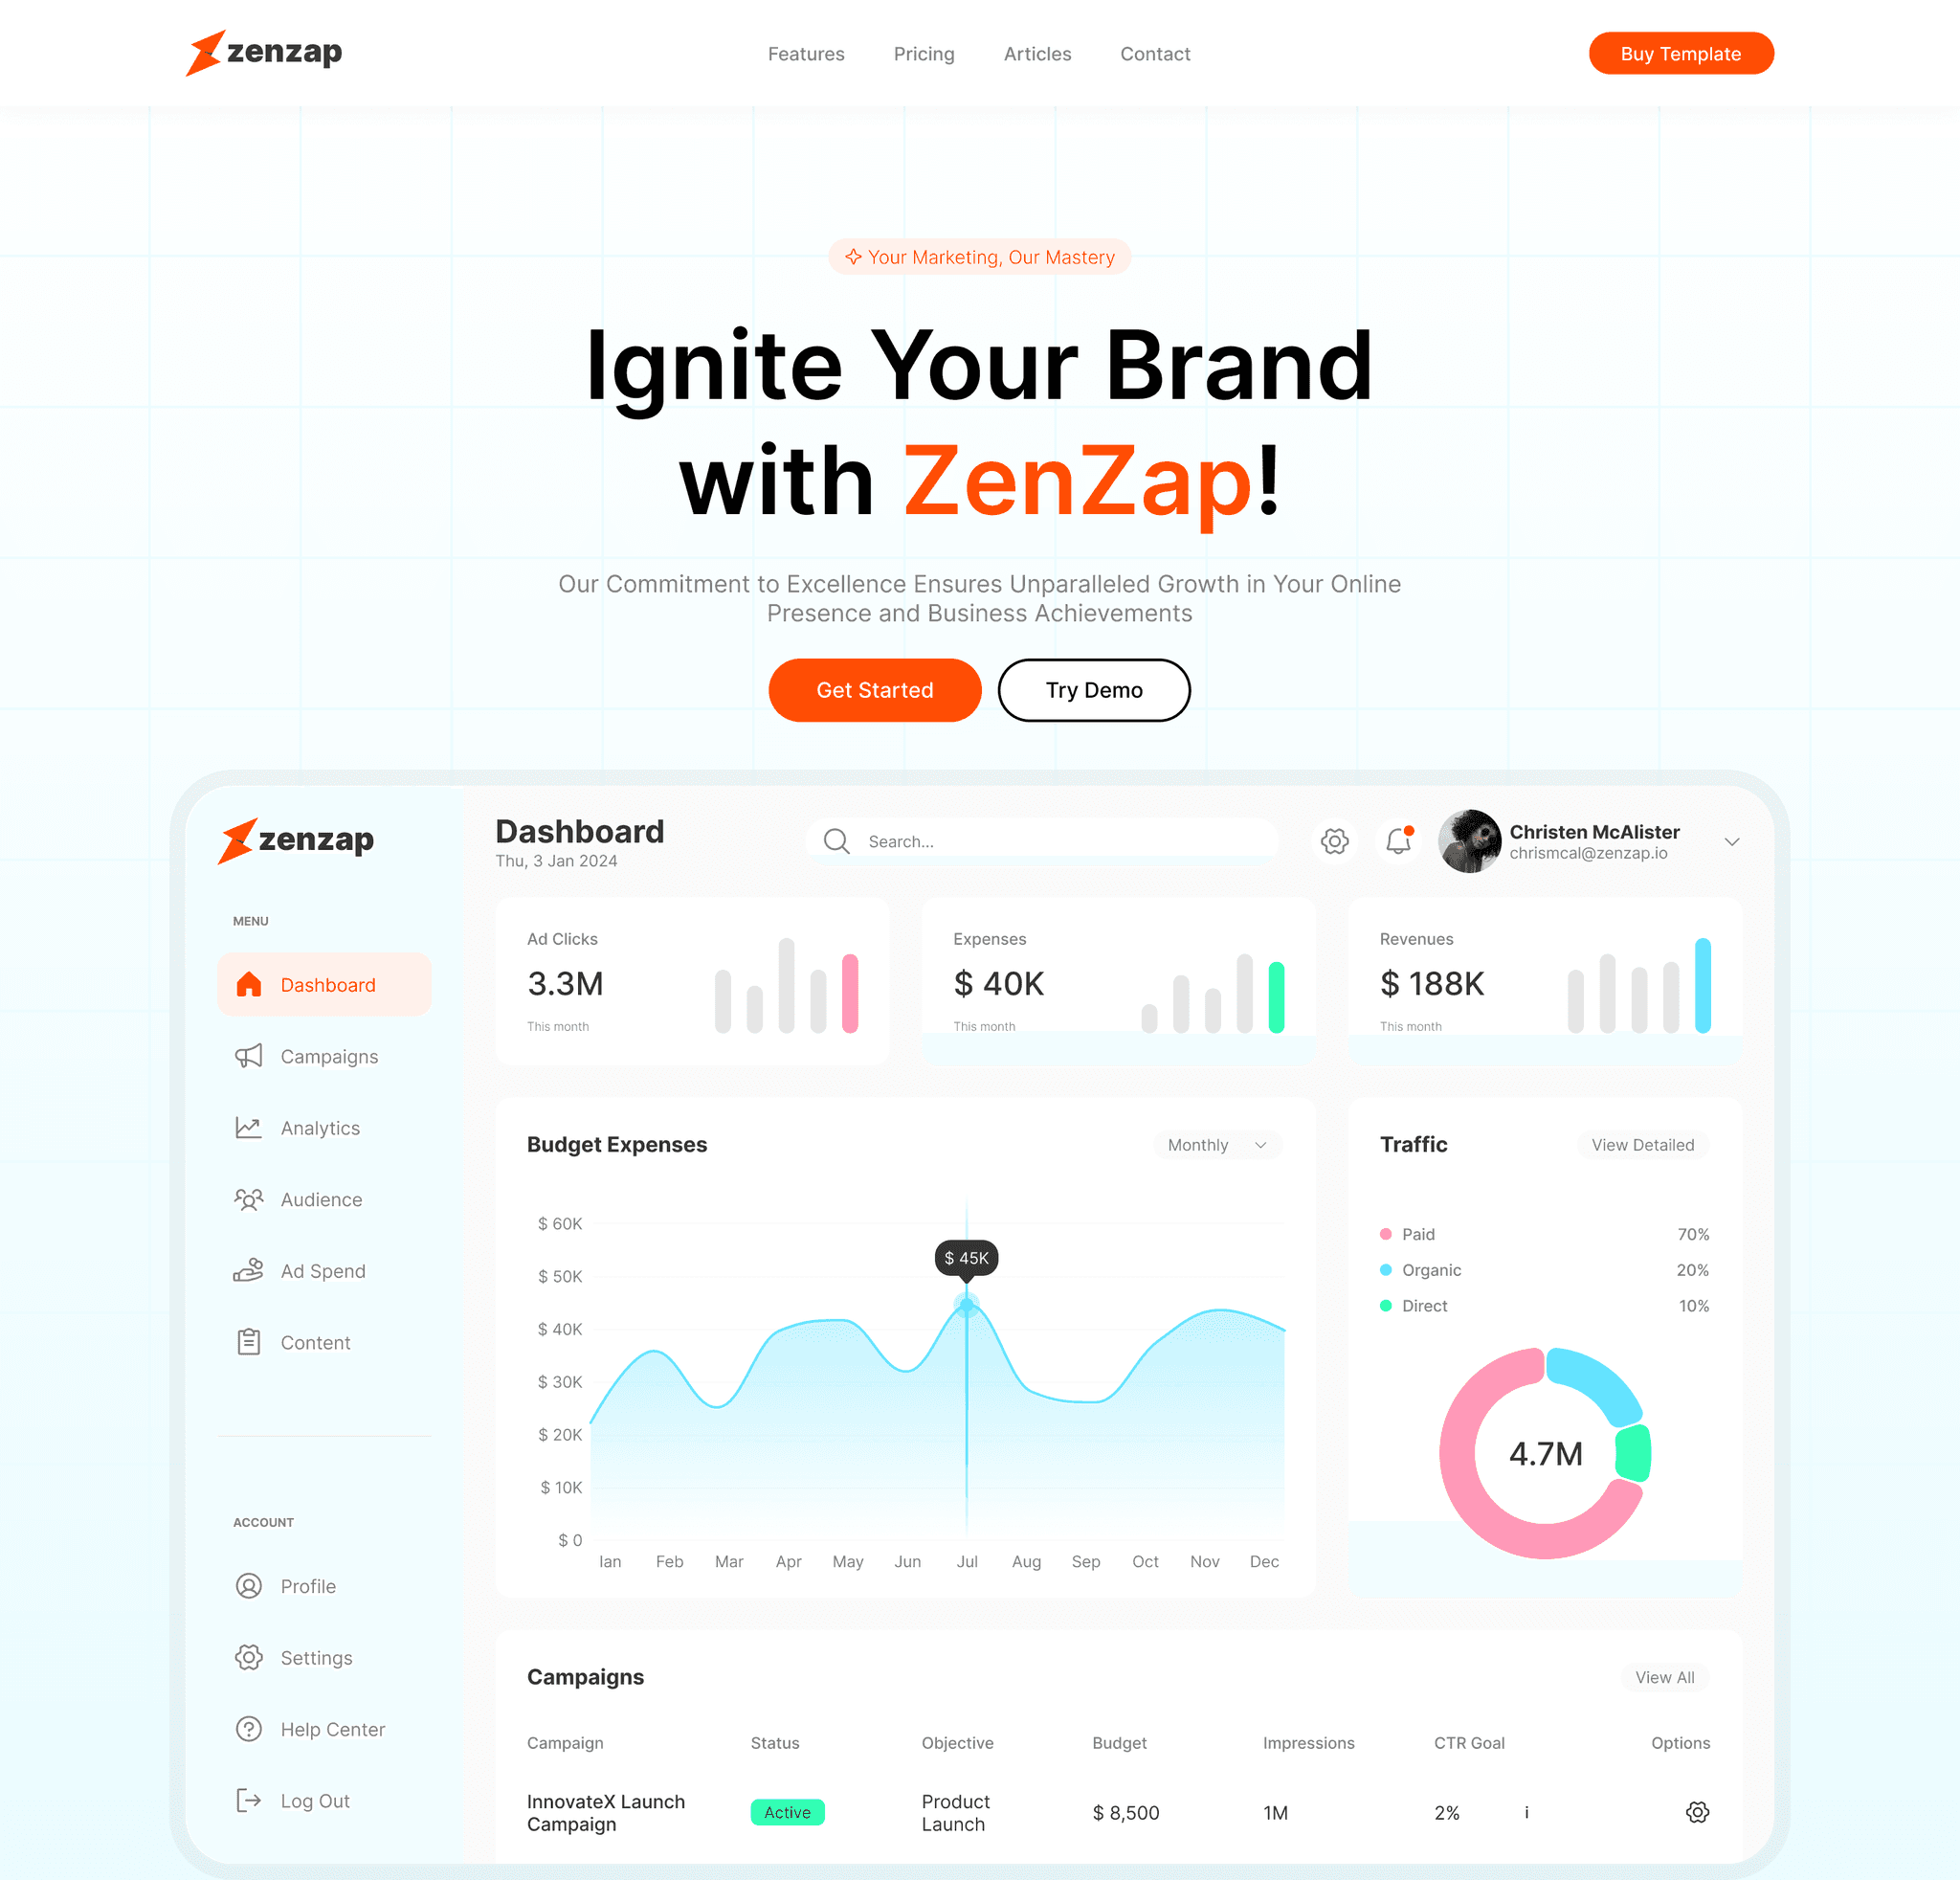 zenzap
Features
Pricing
Articles
Contact
Buy Template
Your Marketing, Our Mastery
Ignite Your Brand
with ZenZap!
Our Commitment to Excellence Ensures Unparalleled Growth in Your Online
Presence and Business Achievements
Get Started
Try Demo
zenzap
MENU
Dashboard
Campaigns
Analytics
Audience
Ad Spend
Content
ACCOUNT
Profile
Settings
Help Center
Log Out
Dashboard
Thu, 3 Jan 2024
Search...
Christen McAlister
chrismcal@zenzap.io
Ad Clicks
3.3M
This month
Expenses
$ 40K
This month
Revenues
$ 188K
This month
Budget Expenses
Monthly
$ 60K
$ 50K
$ 40K
$ 30K
$ 20K
$ 10K
$ 0
$ 45K
Ian
Feb
Mar
Apr
May
Jun
Jul
Aug
Sep
Oct
Nov
Dec
Traffic
View Detailed
Paid 70%
Organic 20%
Direct 10%
4.7M
Campaigns
View All
Campaign Status Objective Budget Impressions CTR Goal Options
InnovateX Launch
Campaign
Active
Product
Launch
$ 8,500
1M
2%
i